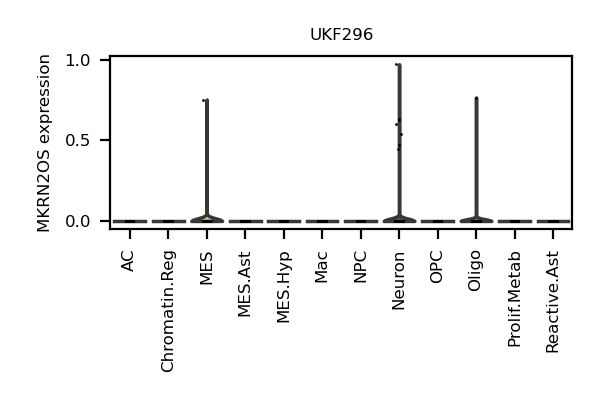 UKF296
MKRN2OS expression
1.0
0.5
0.0
AC
Chromatin.Reg
MES
MES.Ast
MES.Hyp
Mac
NPC
Neuron
OPC
Oligo
Prolif.Metab
Reactive.Ast